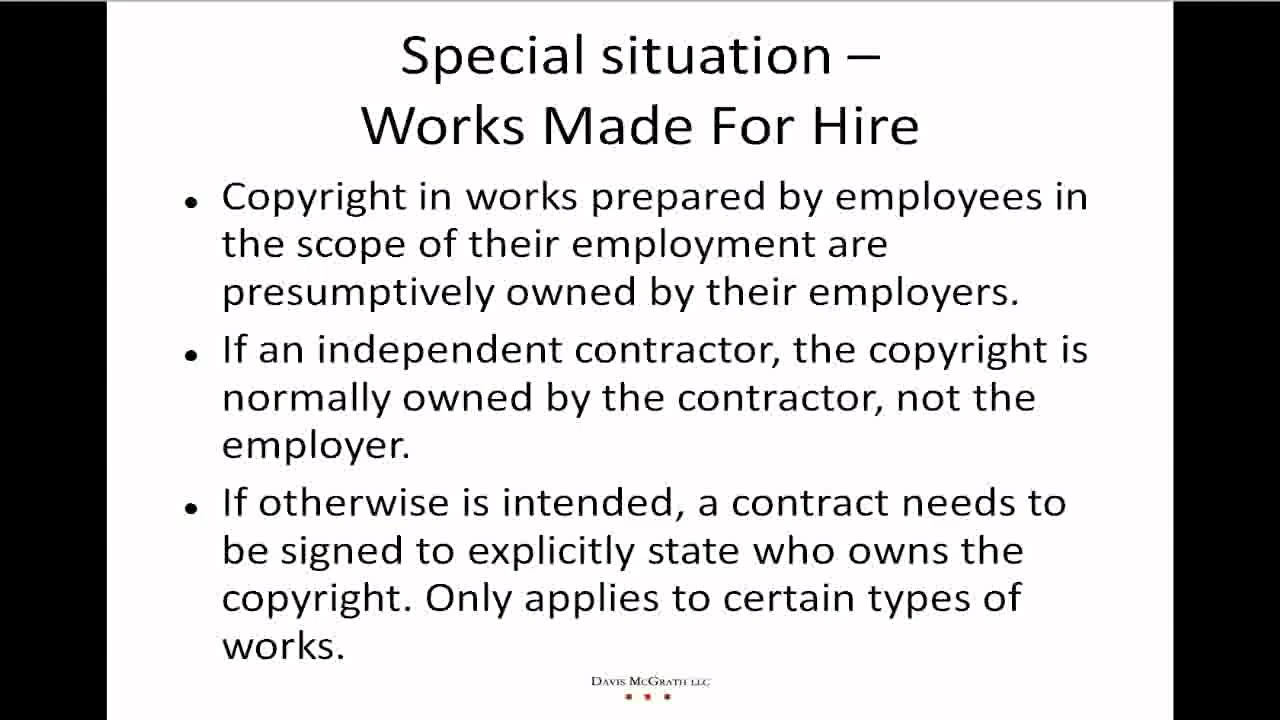 Special situation –
Works Made For Hire
• Copyright in works prepared by employees in
the scope of their employment are
presumptively owned by their employers.
• If an independent contractor, the copyright is
normally owned by the contractor, not the
employer.
• If otherwise is intended, a contract needs to
be signed to explicitly state who owns the
copyright. Only applies to certain types of
works.
DAVIS MCGRATH LLC